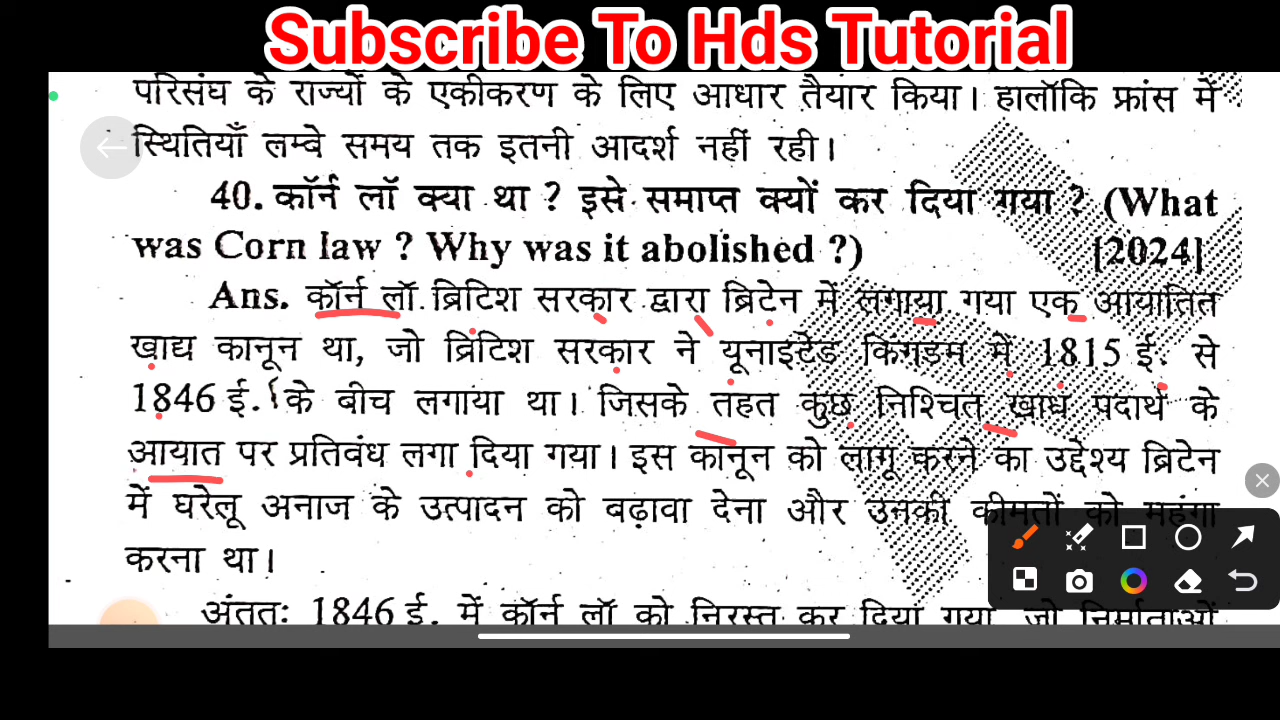 Subscribe To Hds Tutorial
परिसंघ के राज्यों के एकीकरण के लिए आधार तैयार किया। हालॉकि फ्रांस में
स्थितियाँ लम्बे समय तक इतनी आदर्श नहीं रही।
40. कॉर्न लॉ क्या था ? इसे समाप्त क्यों कर दिया गया ? (What
was Corn law ? Why was it abolished ?) [2024]
Ans. कॉर्न लॉ ब्रिटिश सरकार द्वारा ब्रिटेन में लगाया गया एक आयातित
खाद्य कानून था, जो ब्रिटिश सरकार ने यूनाइटेड किंगडम में 1815 ई. से
1846 ई. के बीच लगाया था। जिसके तहत कुछ निश्चित खाद्य पदार्थ के
आयात पर प्रतिवंध लगा दिया गया। इस कानून को लागू करने का उद्देश्य ब्रिटेन
में घरेलू अनाज के उत्पादन को बढ़ावा देना और उनकी कीमतों को महंगा
करना था।
अंततः 1846 ई. में कॉर्न लॉ को निरस्त कर दिया गया, जो निर्माताओं